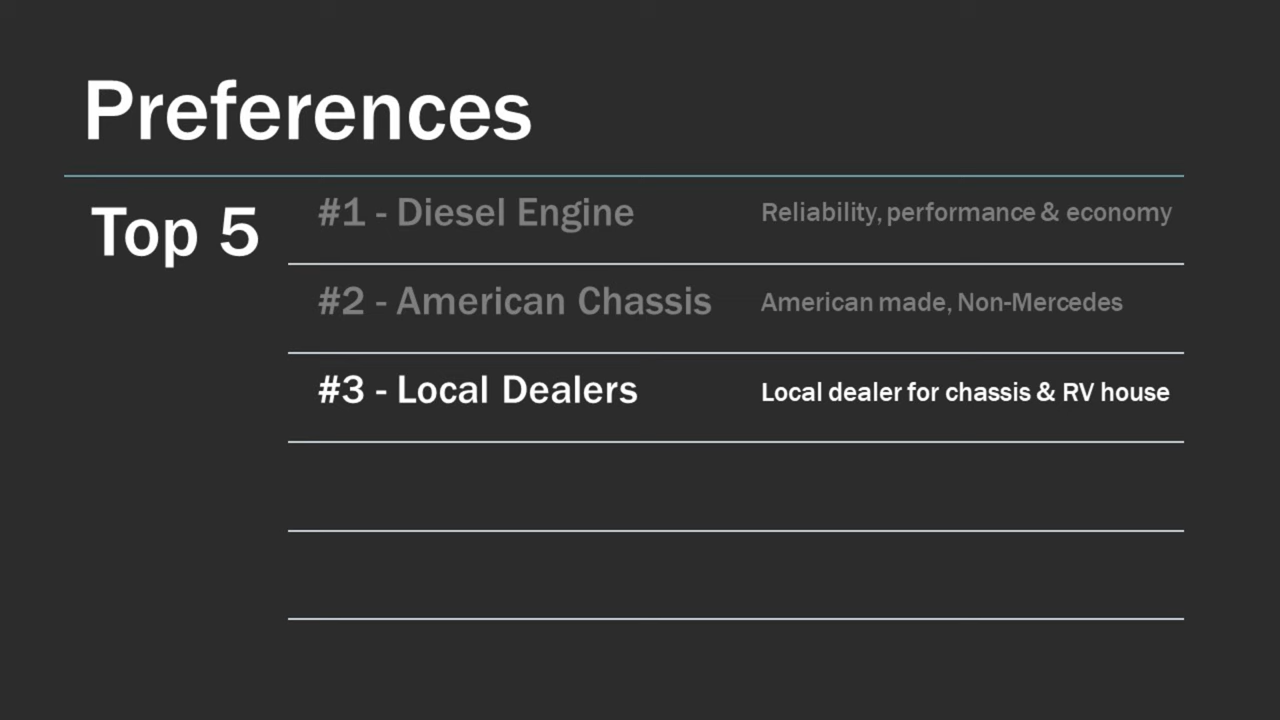 Preferences
Top 5
#1 - Diesel Engine Reliability, performance & economy
#2 - American Chassis American made, Non-Mercedes
#3 - Local Dealers Local dealer for chassis & RV house